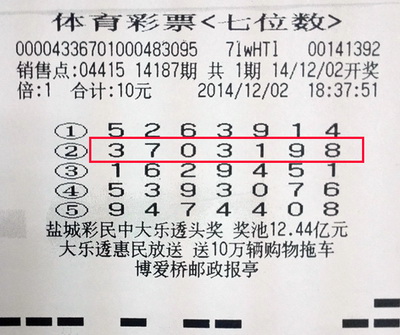 体育彩票<七位数>
00004336701000483095 7lwHTl 00141392
销售点:04415 14187期 共 1期 14/12/02开奖
倍:1 合计:10元 2014/12/02 18:37:51
① 5 2 6 3 9 1 4
② 3 7 0 3 1 9 8
③ 1 6 2 9 4 5 1
④ 5 3 9 3 0 7 6
⑤ 9 4 7 4 4 0 8
盐城彩民中大乐透头奖 奖池12.44亿元
大乐透惠民放送 送10万辆购物拖车
博爱桥邮政报亭